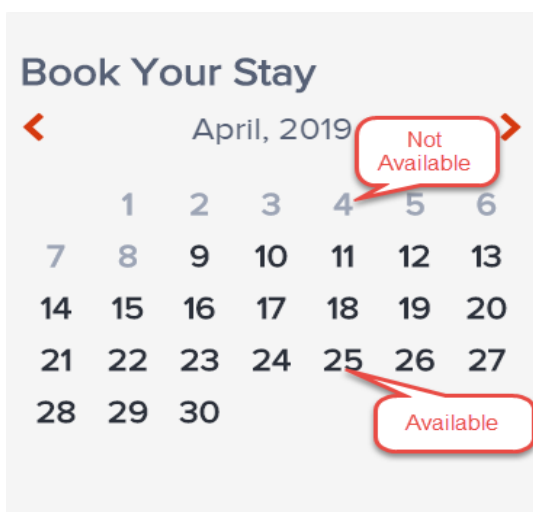 Book Your Stay
April, 2019
Not
Available
1 2 3 4 5 6
7 8 9 10 11 12 13
14 15 16 17 18 19 20
21 22 23 24 25 26 27
28 29 30
Available